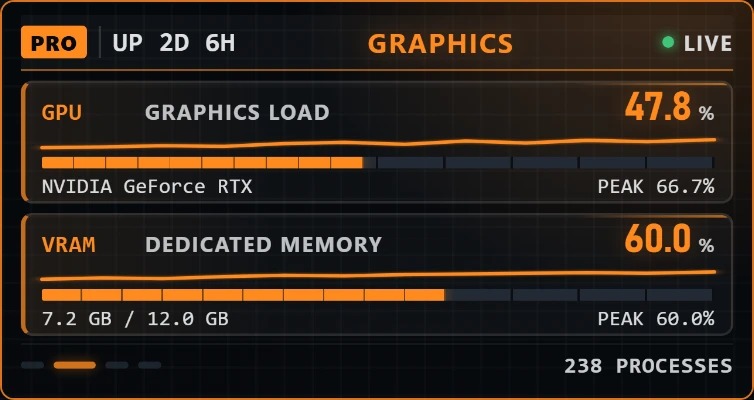 PRO UP 2D 6H GRAPHICS LIVE
GPU GRAPHICS LOAD 47.8 %
NVIDIA GeForce RTX PEAK 66.7%
VRAM DEDICATED MEMORY 60.0 %
7.2 GB / 12.0 GB PEAK 60.0%
238 PROCESSES